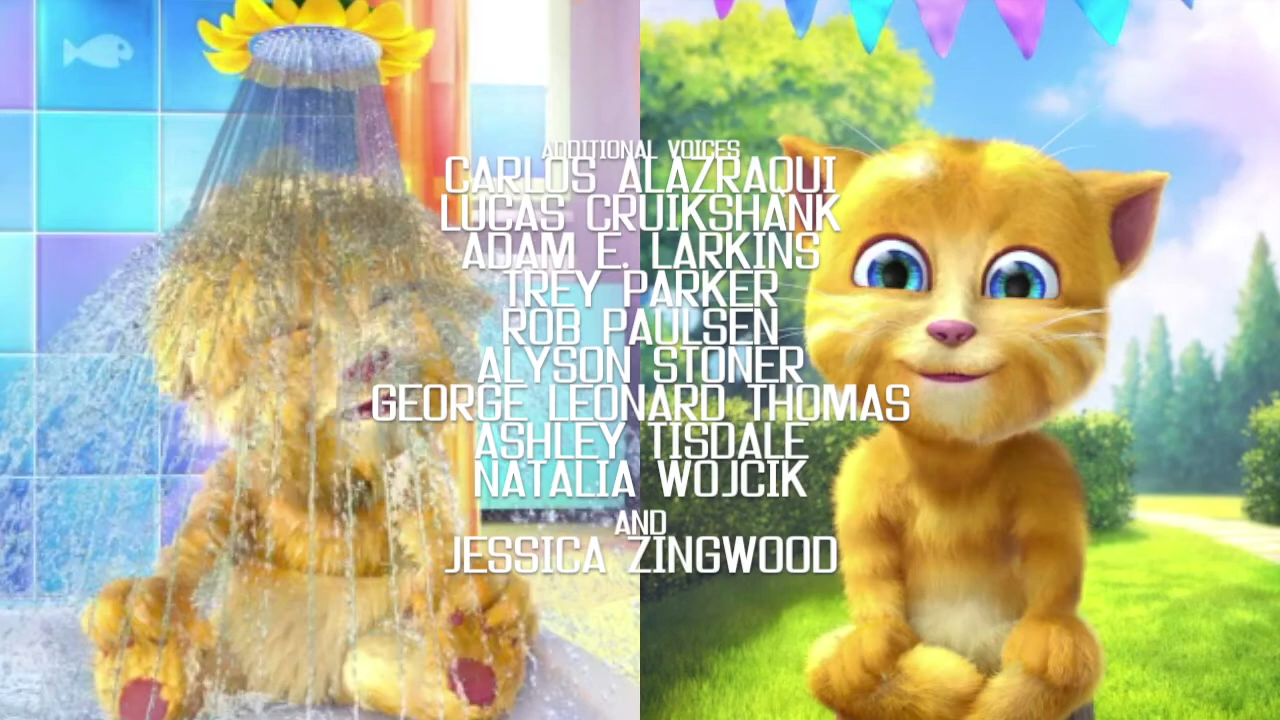 ADDITIONAL VOICES
CARLOS ALAZRAQUI
LUCAS CRUIKSHANK
ADAM E. LARKINS
TREY PARKER
ROB PAULSEN
ALYSON STONER
GEORGE LEONARD THOMAS
ASHLEY TISDALE
NATALIA WOJCIK
AND
JESSICA ZINGWOOD